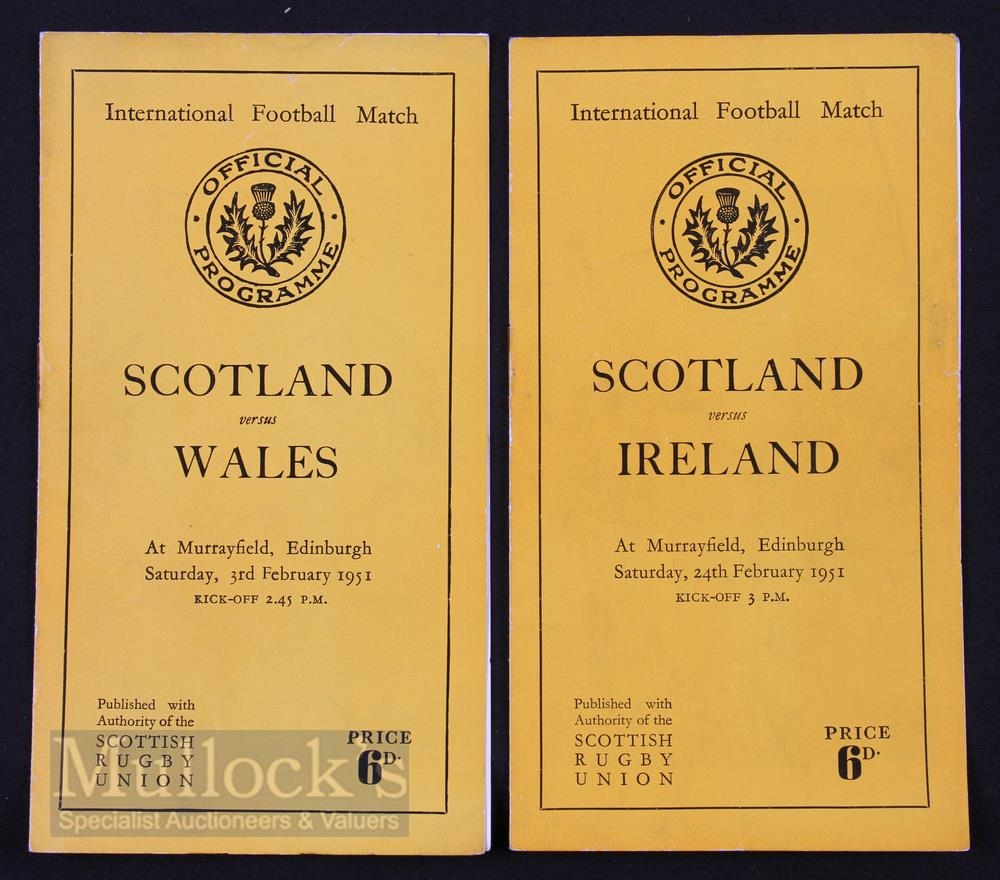 International Football Match
OFFICIAL
PROGRAMME
SCOTLAND
versus
WALES
At Murrayfield, Edinburgh
Saturday, 3rd February 1951
KICK-OFF 2.45 P.M.
Published with
Authority of the
SCOTTISH
RUGBY
UNION
PRICE
6D.
Mullock's
Specialist Auctioneers & Valuers
International Football Match
OFFICIAL
PROGRAMME
SCOTLAND
versus
IRELAND
At Murrayfield, Edinburgh
Saturday, 24th February 1951
KICK-OFF 3 P.M.
Published with
Authority of the
SCOTTISH
RUGBY
UNION
PRICE
6D.